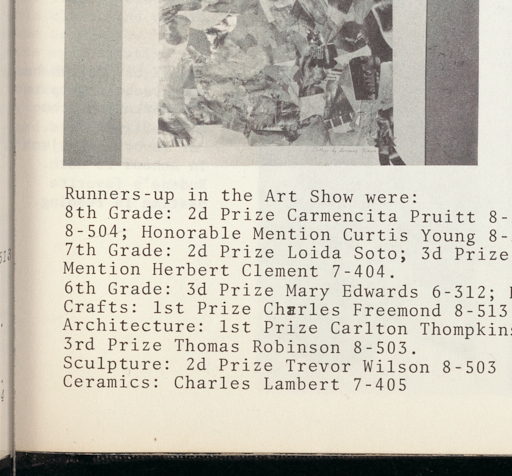 Runners-up in the Art Show were:
8th Grade: 2d Prize Carmencita Pruitt 8-
8-504; Honorable Mention Curtis Young 8-
7th Grade: 2d Prize Loida Soto; 3d Prize
Mention Herbert Clement 7-404.
6th Grade: 3d Prize Mary Edwards 6-312;
Crafts: 1st Prize Charles Freemond 8-513
Architecture: 1st Prize Carlton Thompkins
3rd Prize Thomas Robinson 8-503.
Sculpture: 2d Prize Trevor Wilson 8-503
Ceramics: Charles Lambert 7-405